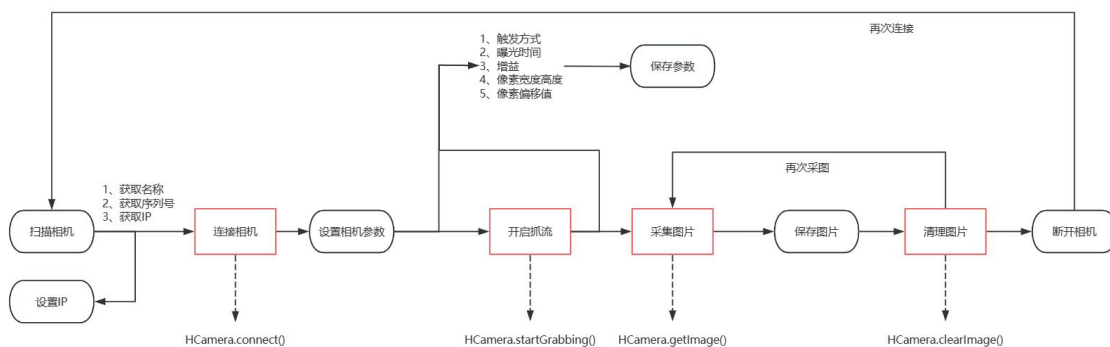 再次连接
1、触发方式
2、曝光时间
3、增益
4、像素宽度高度
5、像素偏移值
保存参数
再次采图
1、获取名称
2、获取序列号
3、获取IP
扫描相机
连接相机
设置相机参数
开启抓流
采集图片
保存图片
清理图片
断开相机
设置IP
HCamera.connect()
HCamera.startGrabbing()
HCamera.getImage()
HCamera.clearImage()